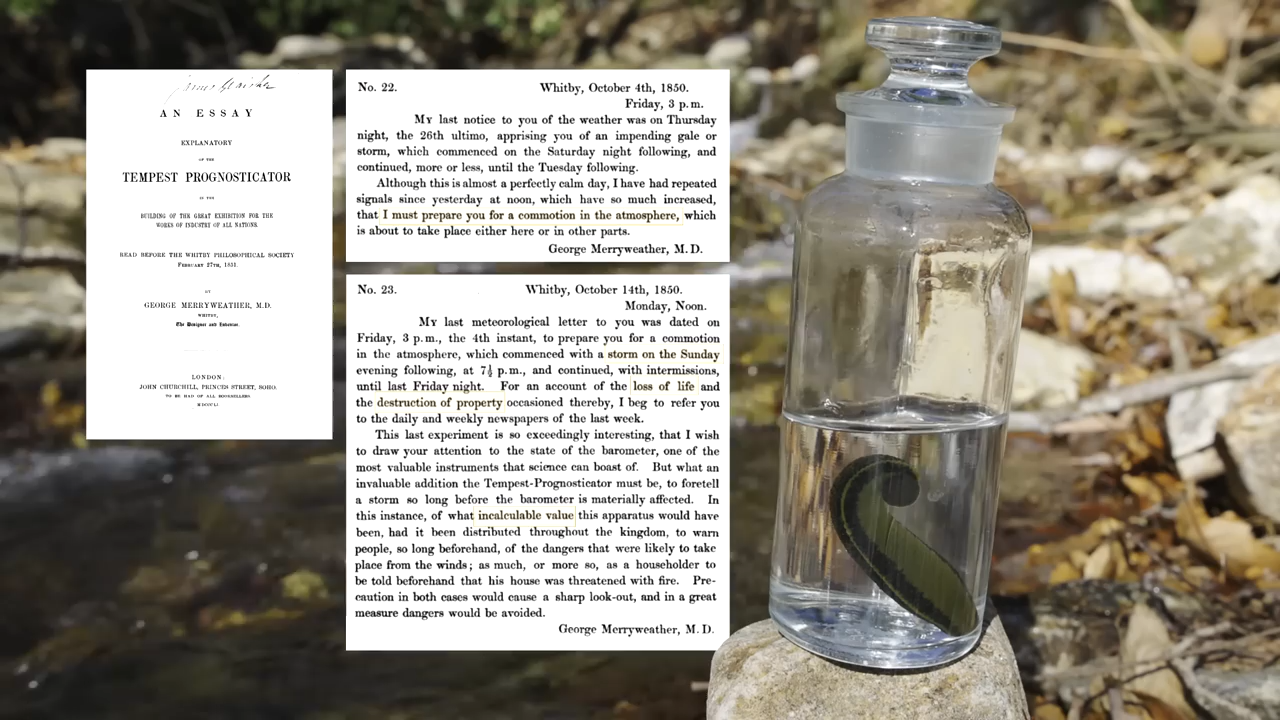 AN ESSAY
EXPLANATORY
OF THE
TEMPEST PROGNOSTICATOR
IN THE
BUILDING OF THE GREAT EXHIBITION FOR THE
WORKS OF INDUSTRY OF ALL NATIONS.
READ BEFORE THE WHITBY PHILOSOPHICAL SOCIETY
FEBRUARY 27TH, 1851.
BY
GEORGE MERRYWEATHER, M.D.
WHITBY,
The Designer and Inventor.
LONDON:
JOHN CHURCHILL, PRINCES STREET, SOHO.
TO BE HAD OF ALL BOOKSELLERS
MDCCCLI.
No. 22. Whitby, October 4th, 1850.
Friday, 3 p.m.
MY last notice to you of the weather was on Thursday
night, the 26th ultimo, apprising you of an impending gale or
storm, which commenced on the Saturday night following, and
continued, more or less, until the Tuesday following.
Although this is almost a perfectly calm day, I have had repeated
signals since yesterday at noon, which have so much increased,
that I must prepare you for a commotion in the atmosphere, which
is about to take place either here or in other parts.
George Merryweather, M.D.
No. 23. Whitby, October 14th, 1850.
Monday, Noon.
MY last meteorological letter to you was dated on
Friday, 3 p.m., the 4th instant, to prepare you for a commotion
in the atmosphere, which commenced with a storm on the Sunday
evening following, at 7½ p.m., and continued, with intermissions,
until last Friday night. For an account of the loss of life and
the destruction of property occasioned thereby, I beg to refer you
to the daily and weekly newspapers of the last week.
This last experiment is so exceedingly interesting, that I wish
to draw your attention to the state of the barometer, one of the
most valuable instruments that science can boast of. But what an
invaluable addition the Tempest-Prognosticator must be, to foretell
a storm so long before the barometer is materially affected. In
this instance, of what incalculable value this apparatus would have
been, had it been distributed throughout the kingdom, to warn
people, so long beforehand, of the dangers that were likely to take
place from the winds; as much, or more so, as a householder to
be told beforehand that his house was threatened with fire. Pre-
caution in both cases would cause a sharp look-out, and in a great
measure dangers would be avoided.
George Merryweather, M.D.